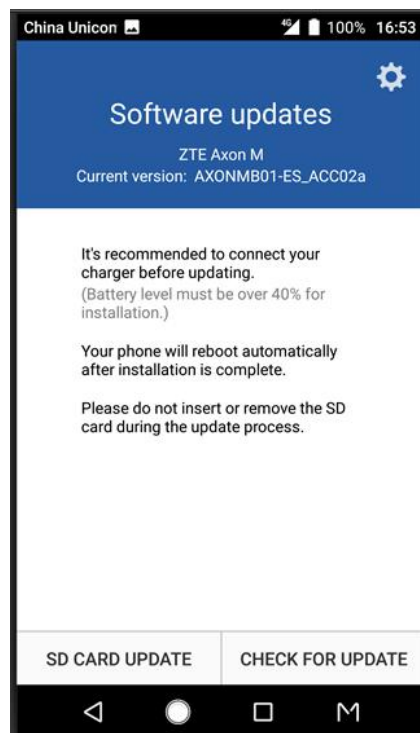 China Unicon 4G 100% 16:53
Software updates
ZTE Axon M
Current version: AXONMB01-ES_ACC02a
It's recommended to connect your
charger before updating.
(Battery level must be over 40% for
installation.)
Your phone will reboot automatically
after installation is complete.
Please do not insert or remove the SD
card during the update process.
SD CARD UPDATE CHECK FOR UPDATE
M